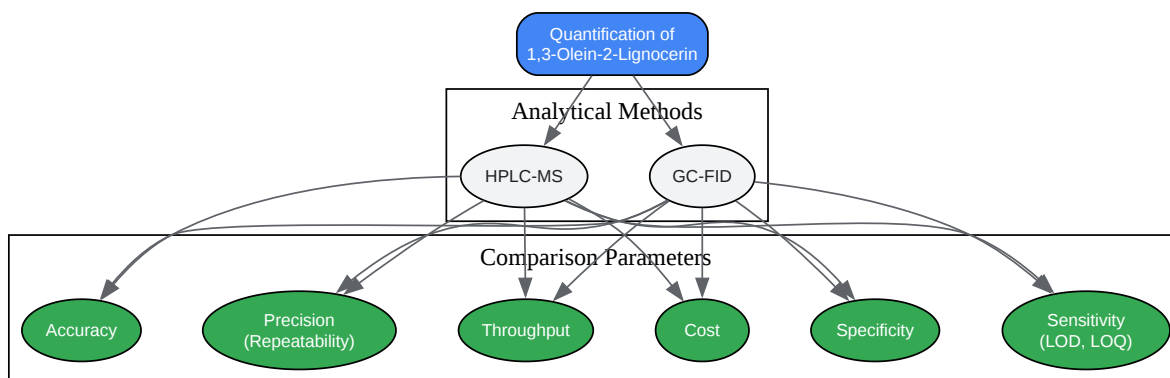 Quantification of
1,3-Olein-2-Lignocerin
Analytical Methods
HPLC-MS
GC-FID
Comparison Parameters
Accuracy
Precision
(Repeatability)
Throughput
Cost
Specificity
Sensitivity
(LOD, LOQ)